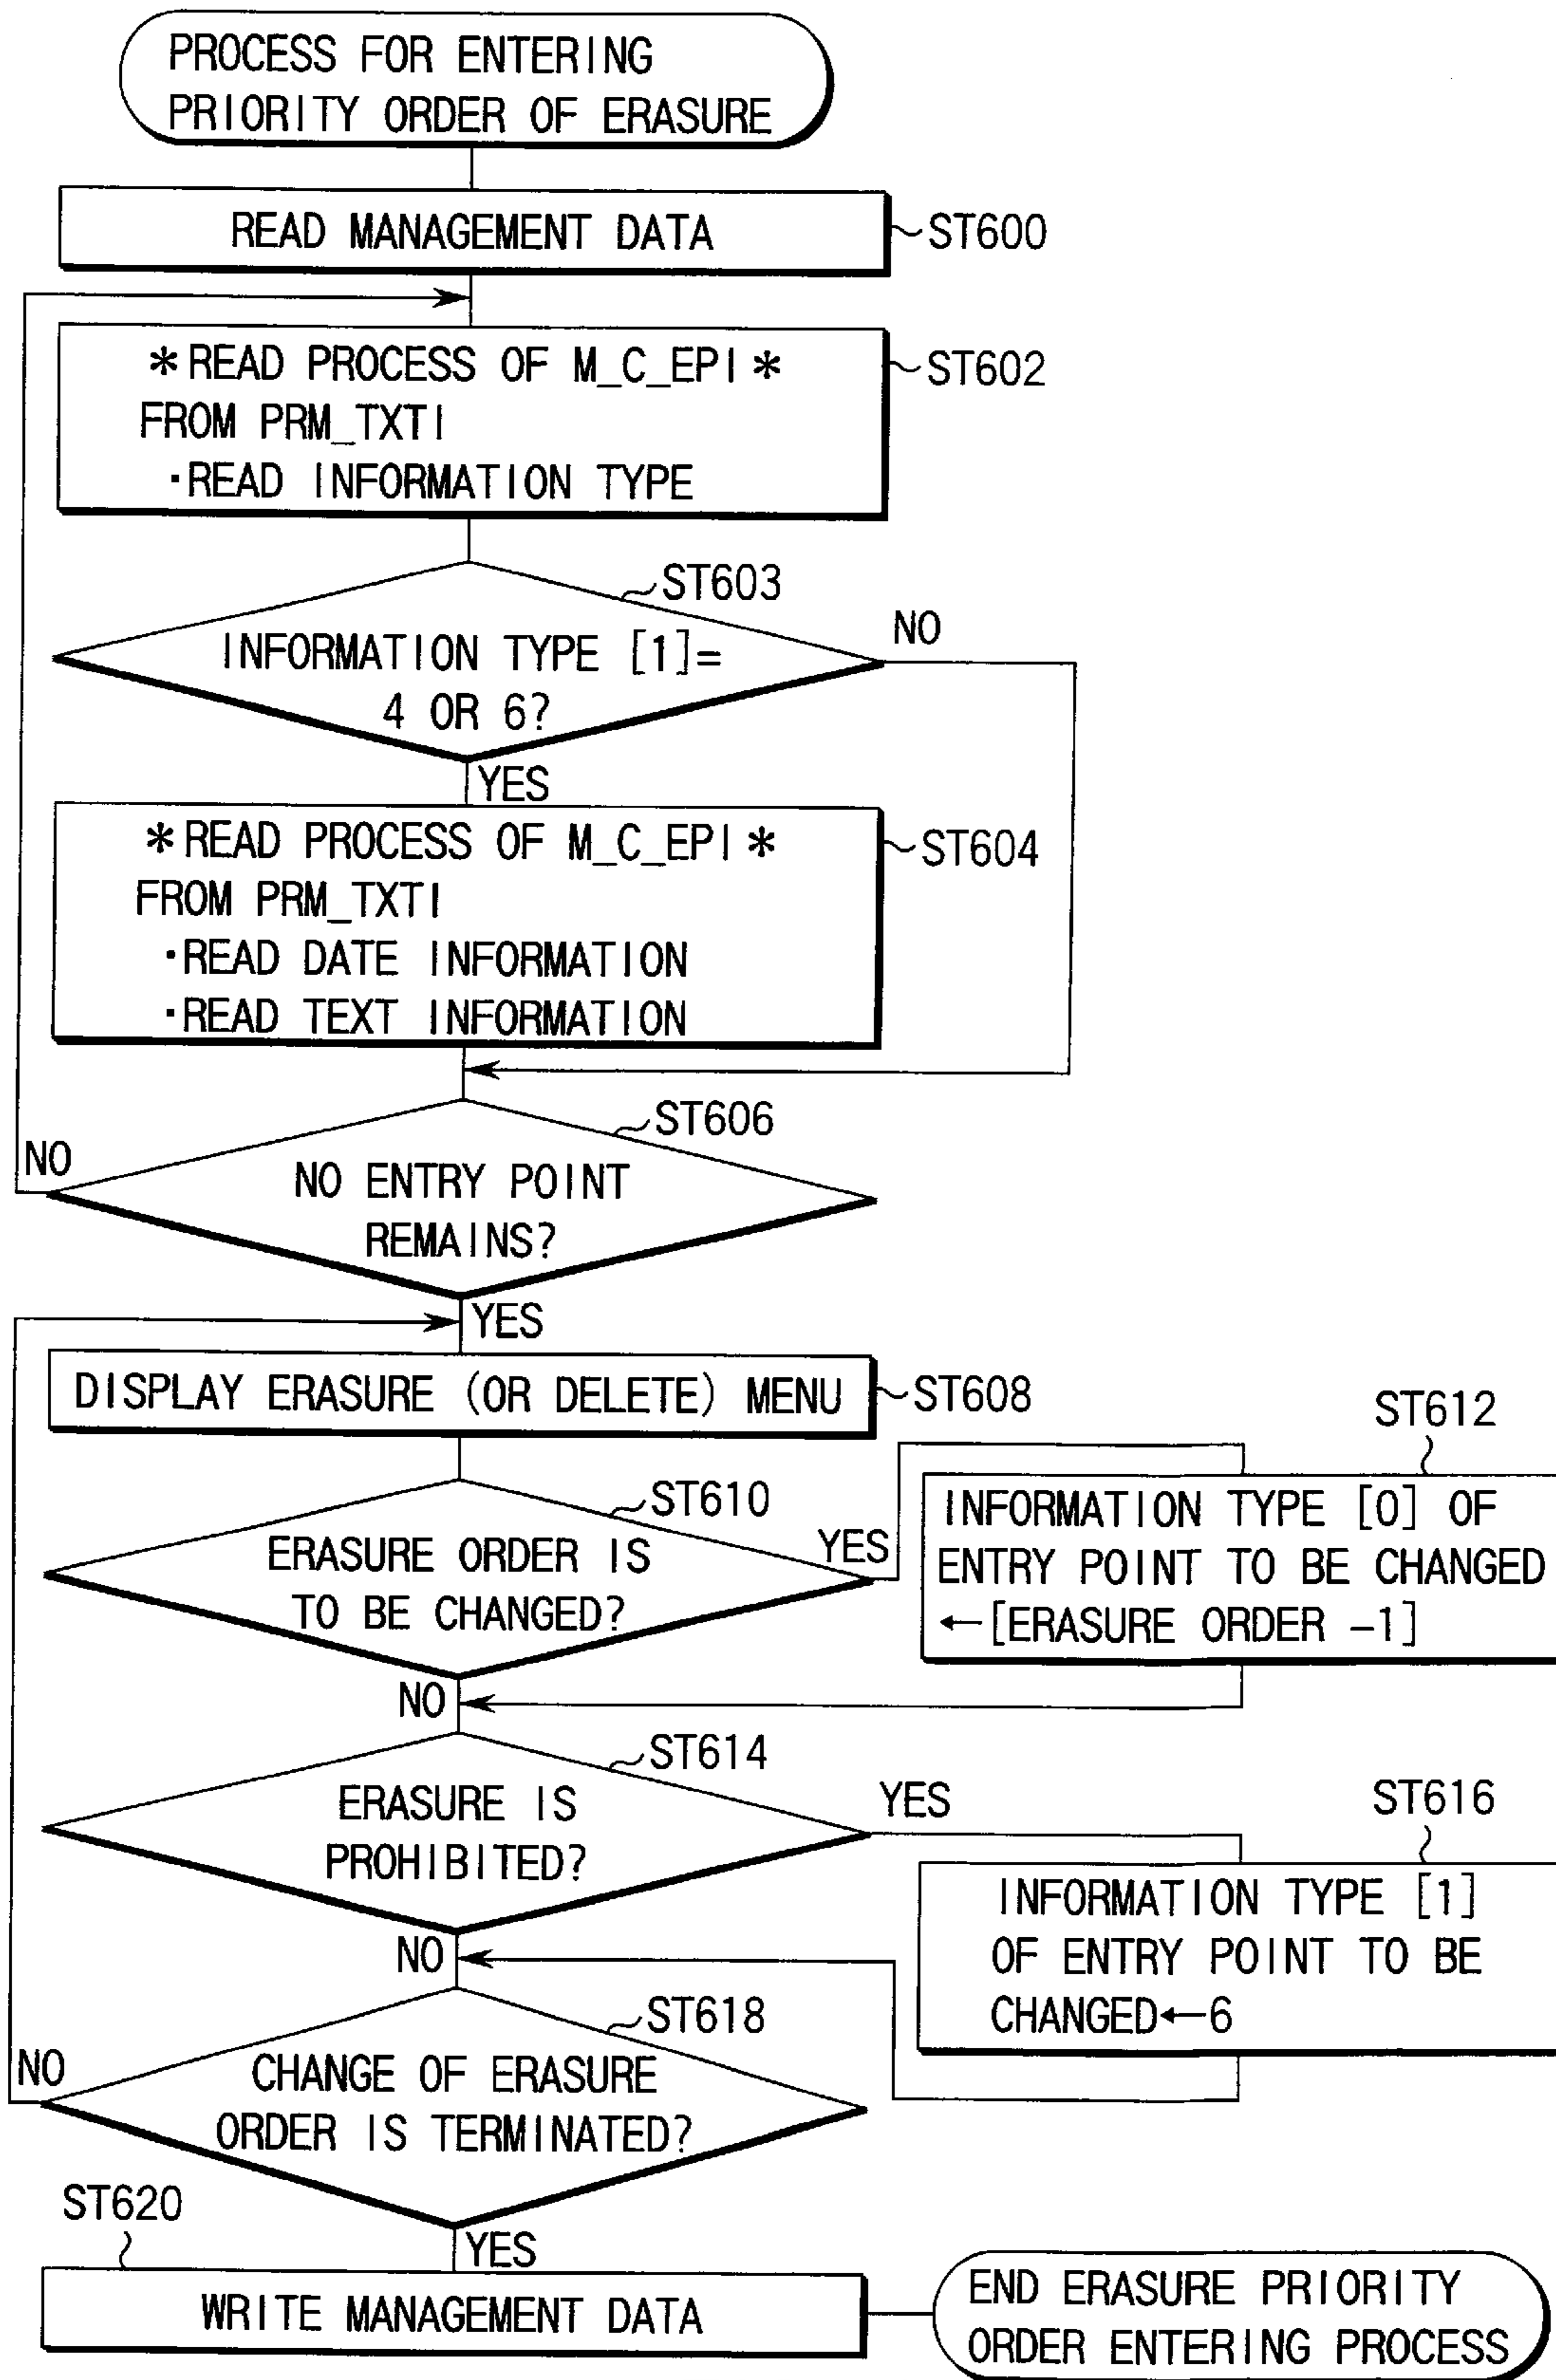 PROCESS FOR ENTERING
PRIORITY ORDER OF ERASURE
READ MANAGEMENT DATA
ST600
*READ PROCESS OF M_C_EPI*
FROM PRM_TXTI
·READ INFORMATION TYPE
ST602
ST603
INFORMATION TYPE [1]=
4 OR 6?
NO
YES
*READ PROCESS OF M_C_EPI*
FROM PRM_TXTI
·READ DATE INFORMATION
·READ TEXT INFORMATION
ST604
ST606
NO
NO ENTRY POINT
REMAINS?
YES
DISPLAY ERASURE (OR DELETE) MENU
ST608
ST610
ERASURE ORDER IS
TO BE CHANGED?
YES
ST612
INFORMATION TYPE [0] OF
ENTRY POINT TO BE CHANGED
←[ERASURE ORDER -1]
NO
ST614
ERASURE IS
PROHIBITED?
YES
ST616
INFORMATION TYPE [1]
OF ENTRY POINT TO BE
CHANGED←6
NO
ST618
NO
CHANGE OF ERASURE
ORDER IS TERMINATED?
YES
ST620
WRITE MANAGEMENT DATA
END ERASURE PRIORITY
ORDER ENTERING PROCESS